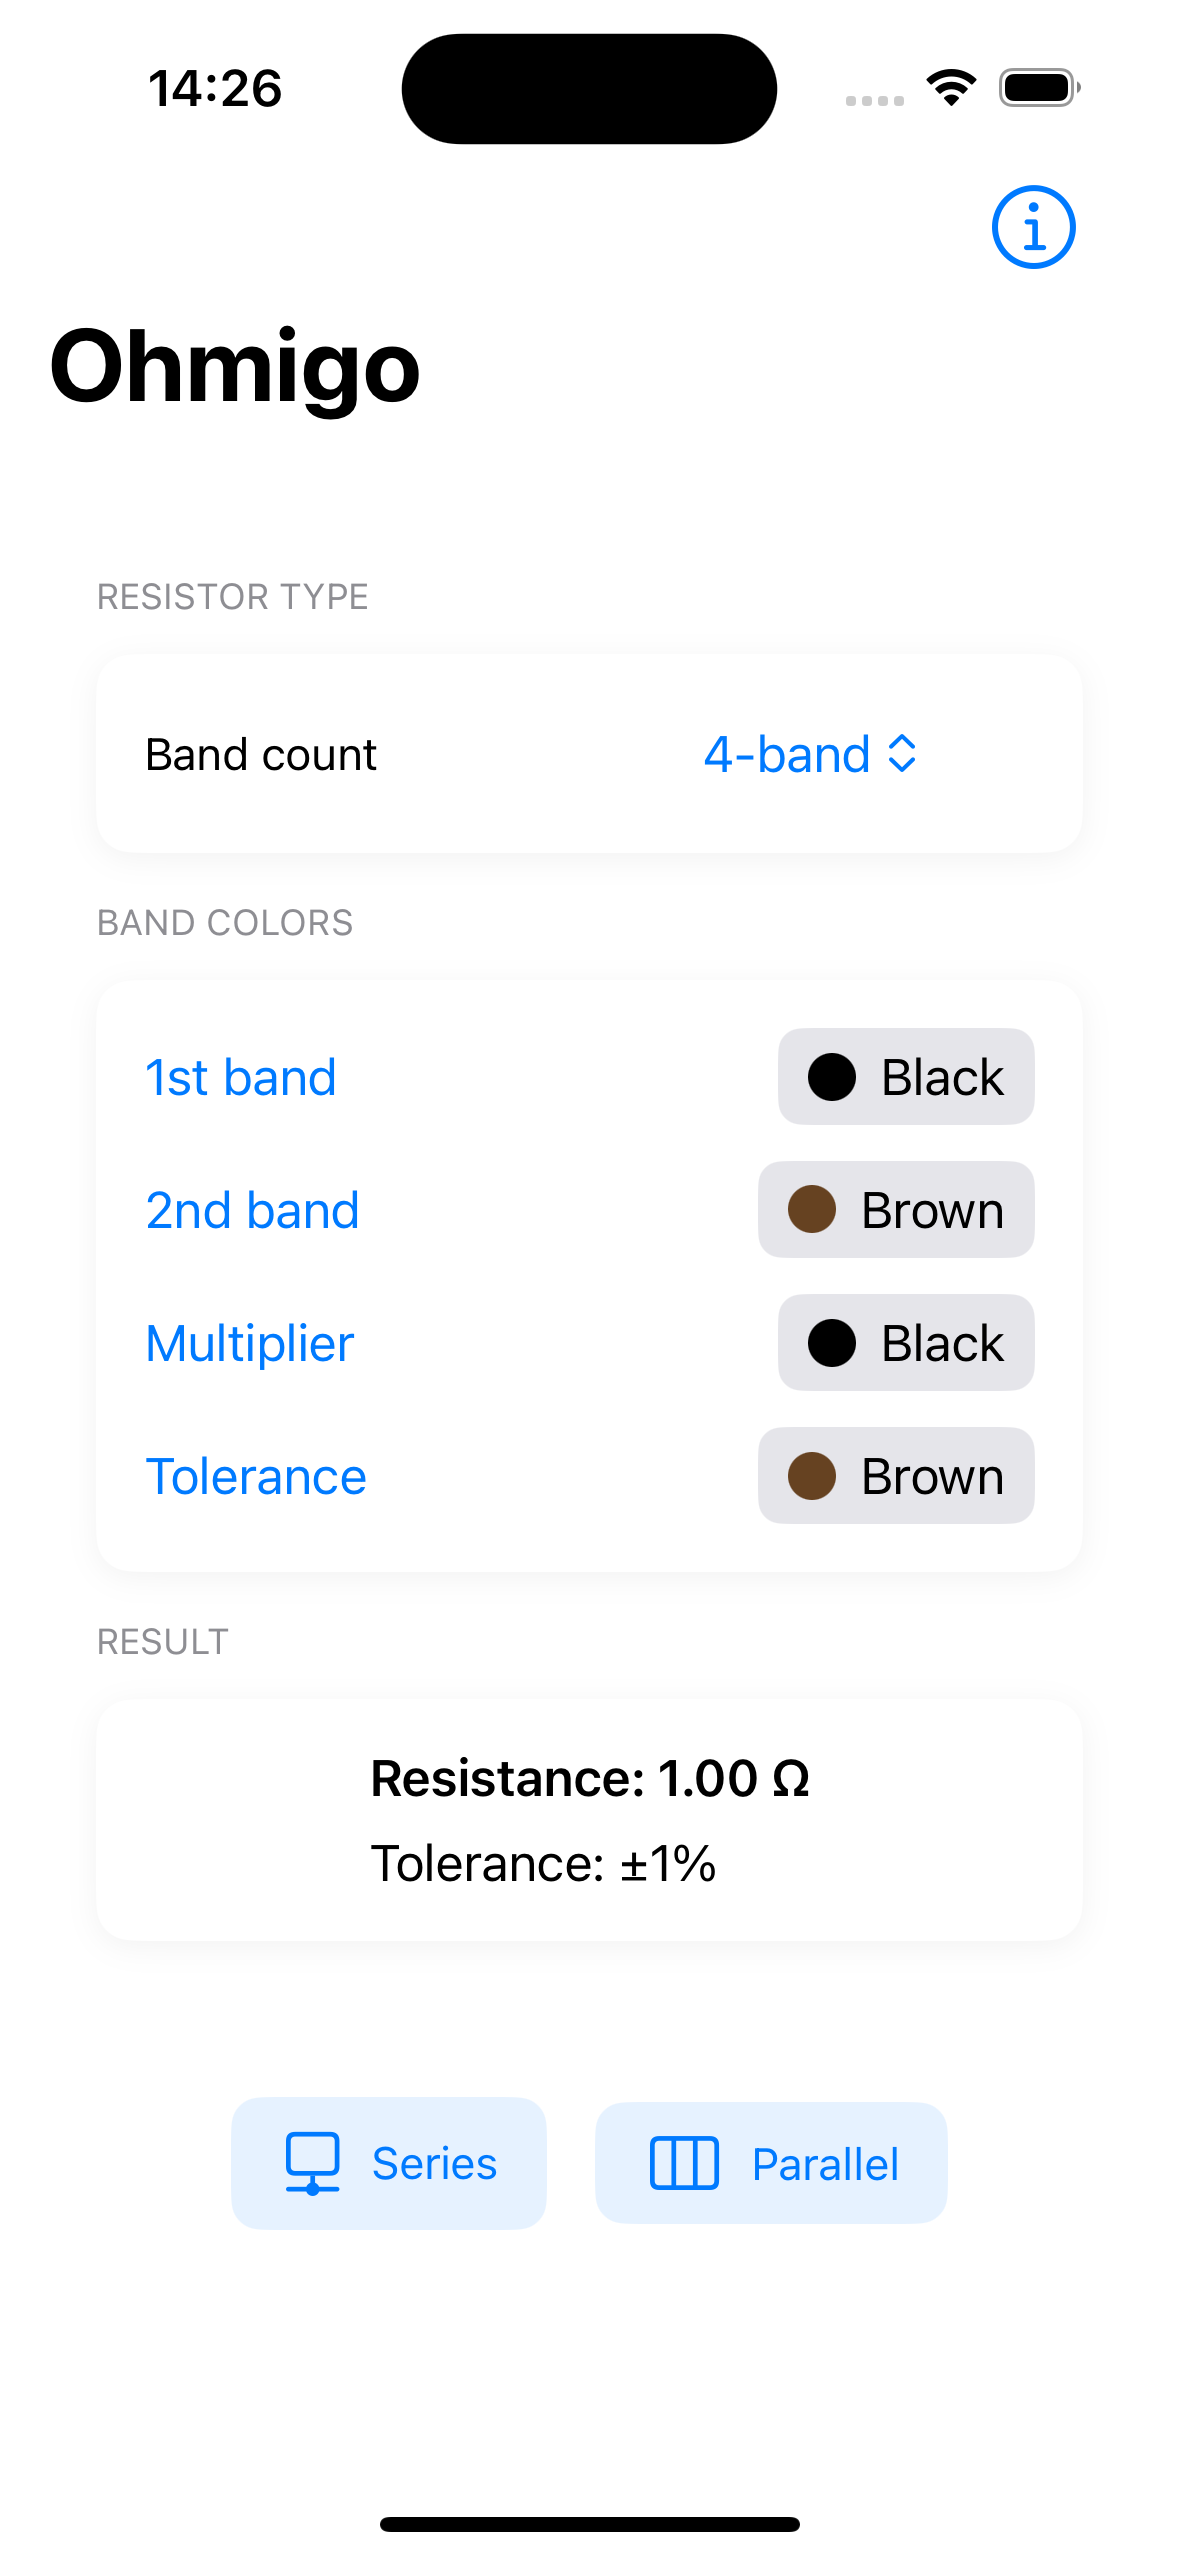 14:26
Ohmigo
RESISTOR TYPE
Band count 4-band
BAND COLORS
1st band Black
2nd band Brown
Multiplier Black
Tolerance Brown
RESULT
Resistance: 1.00 Ω
Tolerance: ±1%
Series Parallel